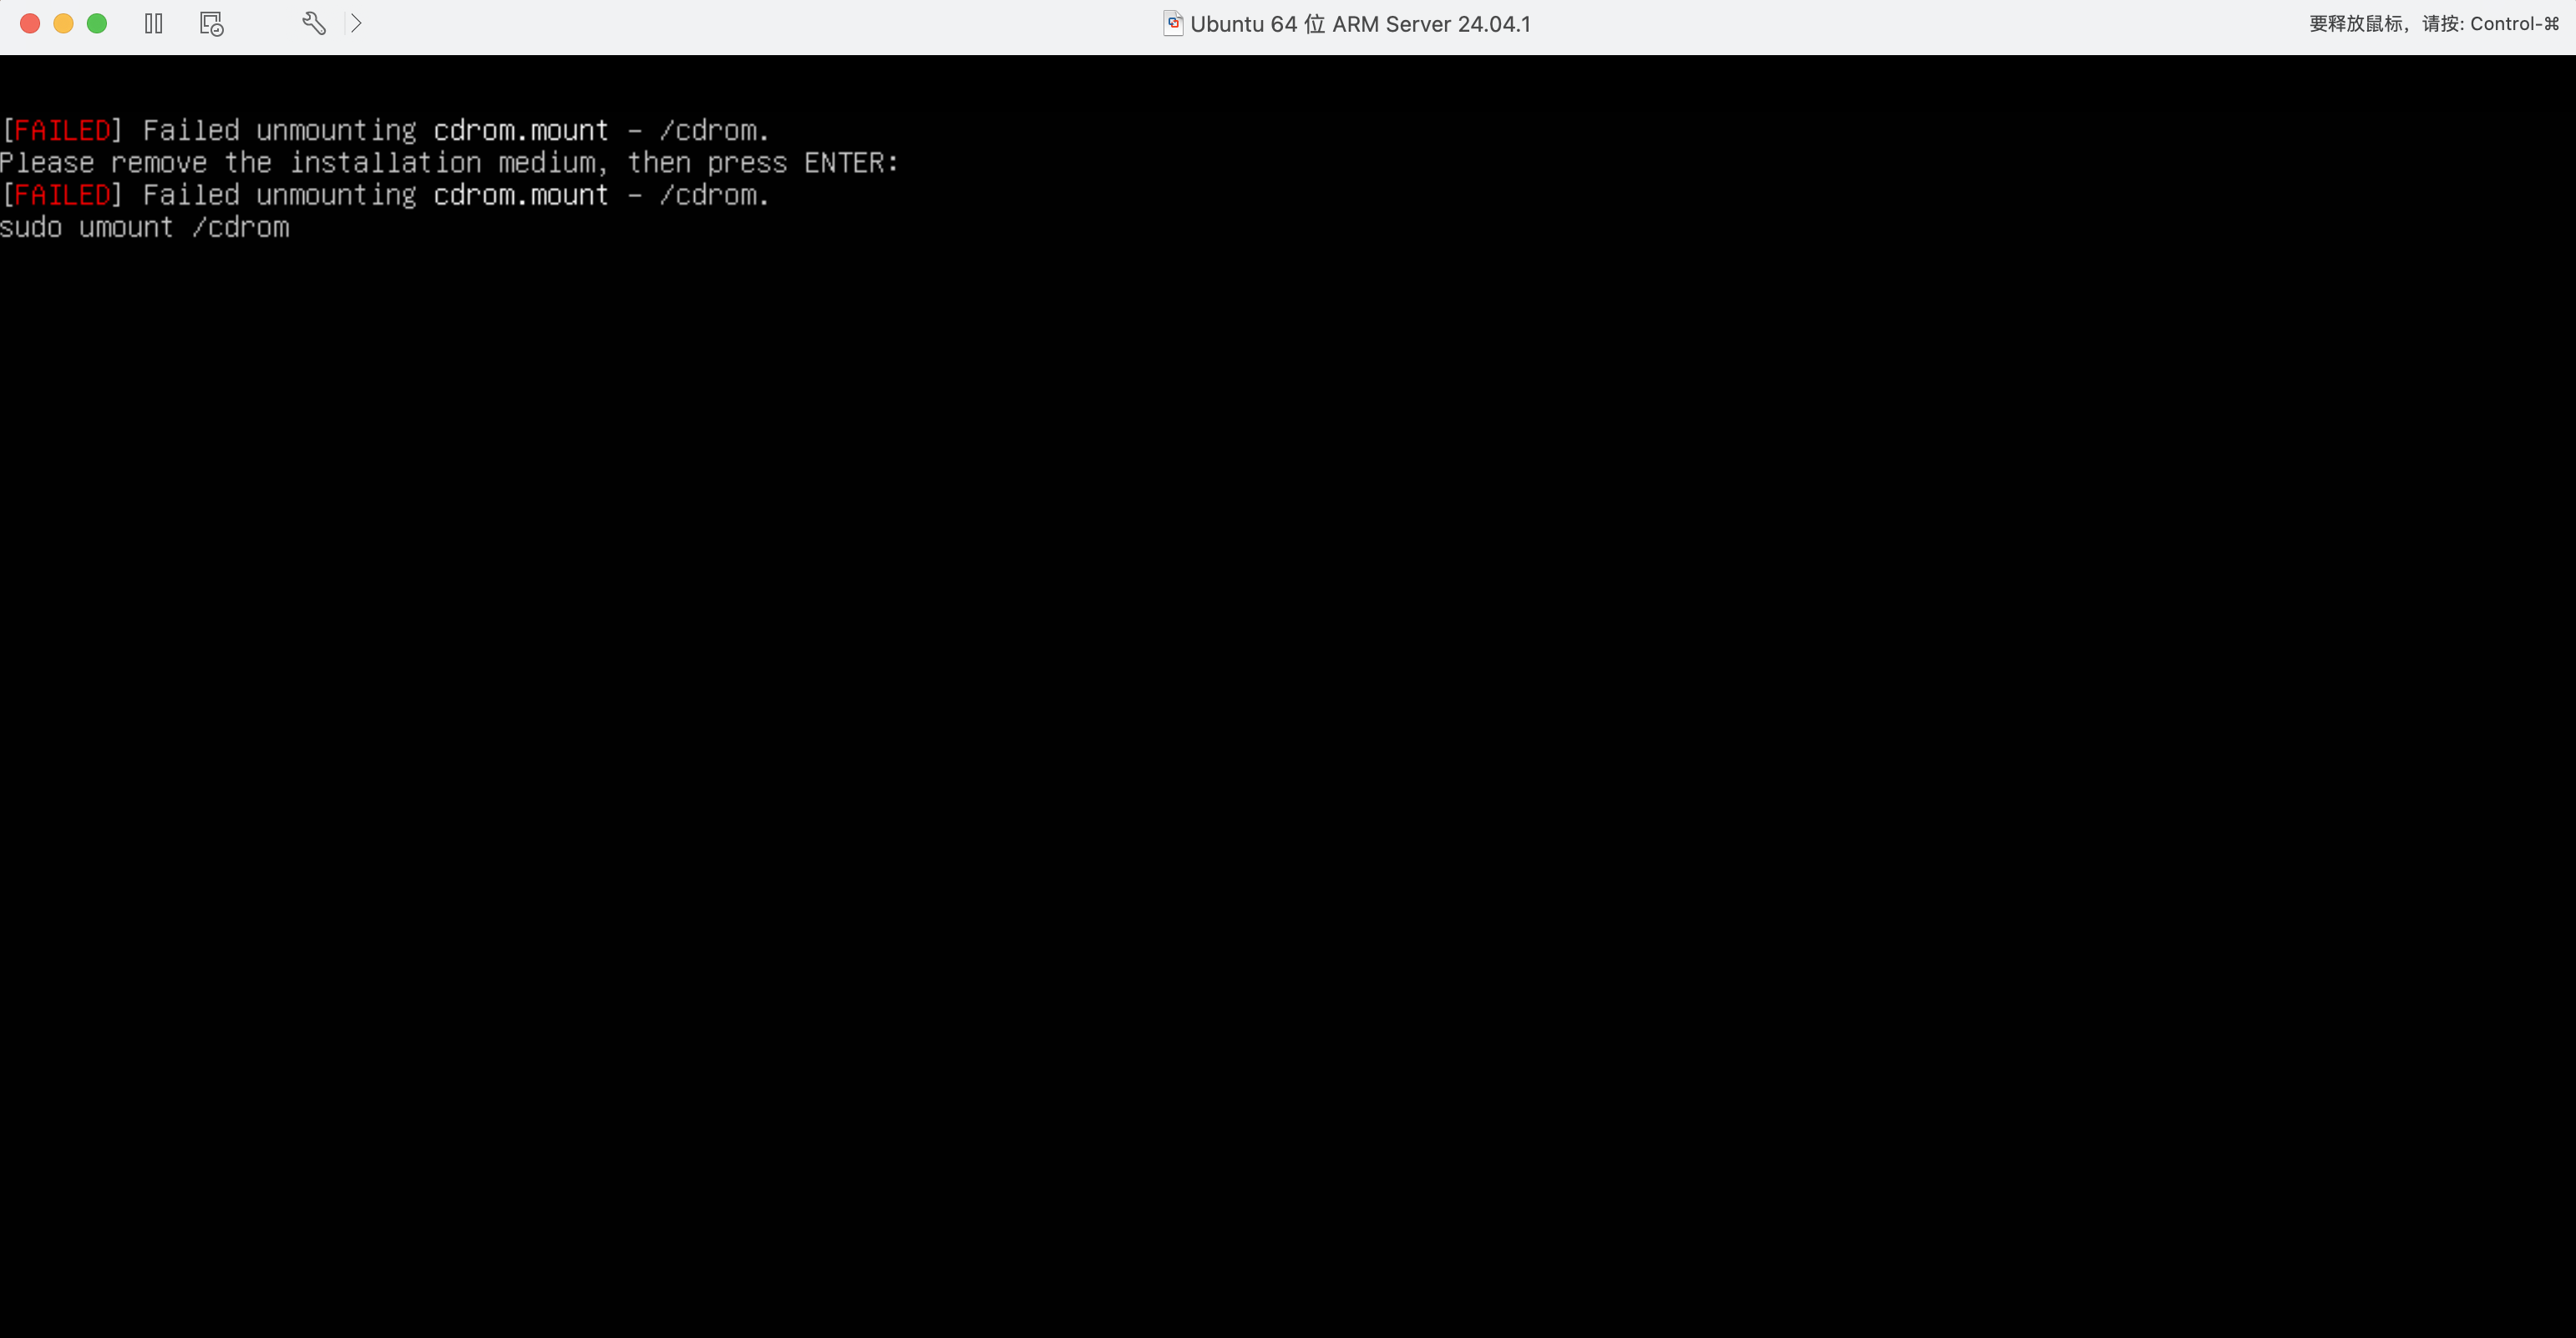 Ubuntu 64 位 ARM Server 24.04.1
要释放鼠标，请按: Control-⌘
[FAILED] Failed unmounting cdrom.mount - /cdrom.
Please remove the installation medium, then press ENTER:
[FAILED] Failed unmounting cdrom.mount - /cdrom.
sudo umount /cdrom